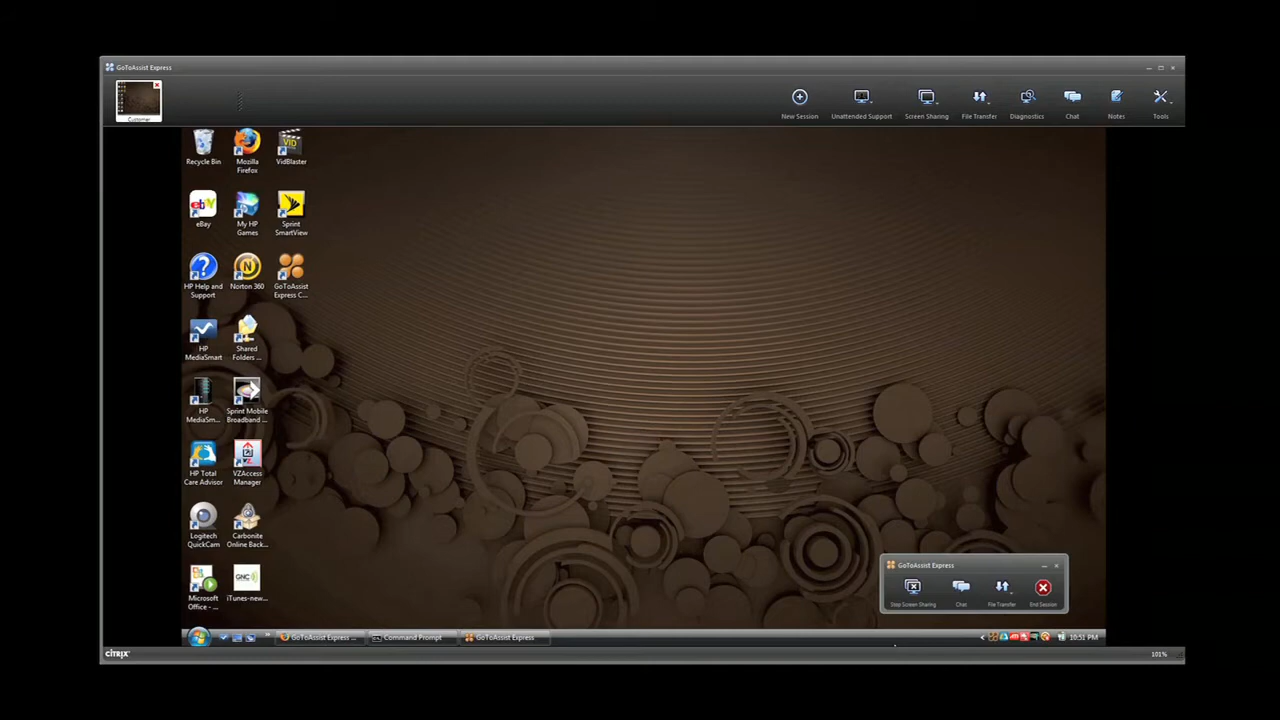 GoToAssist Express
Customer
New Session
Unattended Support
Screen Sharing
File Transfer
Diagnostics
Chat
Notes
Tools
Recycle Bin
Mozilla
Firefox
VID
VidBlaster
ebY
eBay
My HP
Games
Sprint
SmartView
HP Help and
Support
Norton 360
GoToAssist
Express C...
HP
MediaSmart
Shared
Folders ...
HP
MediaSm...
Sprint Mobile
Broadband ...
HP Total
Care Advisor
VZAccess
Manager
Logitech
QuickCam
Carbonite
Online Back...
Microsoft
Office - ...
GNC
iTunes-new...
GoToAssist Express
Stop Screen Sharing
Chat
File Transfer
End Session
GoToAssist Express ...
Command Prompt
GoToAssist Express
10:51 PM
CITRIX
101%